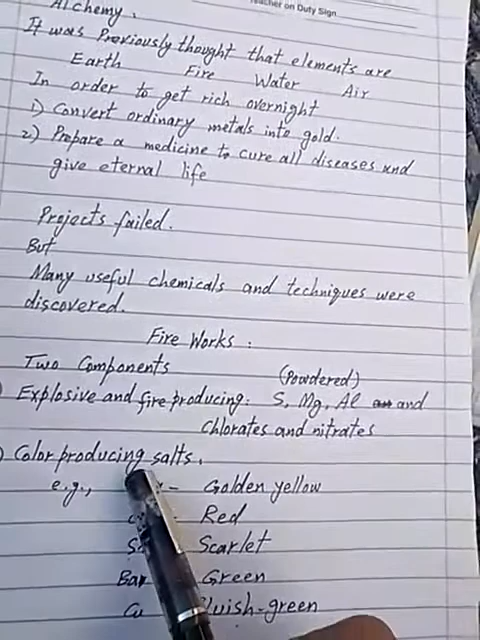 Teacher on Duty Sign
Alchemy.
It was Previously thought that elements are
Earth Fire Water Air
In order to get rich overnight
1) Convert ordinary metals into gold.
2) Prepare a medicine to cure all diseases and
give eternal life
Projects failed.
But
Many useful chemicals and techniques were
discovered.
Fire Works :
Two Components
(Powdered)
Explosive and fire producing: S, Mg, Al and
Chlorates and nitrates
Color producing salts.
e.g., - Golden yellow
- Red
Scarlet
Green
Cu Bluish-green